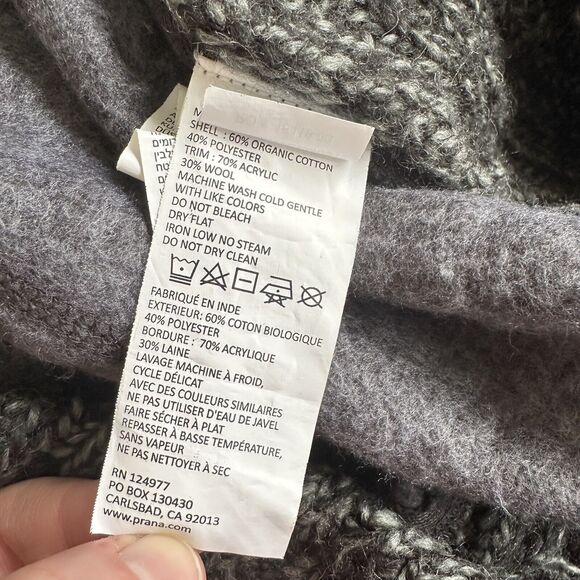 SHELL : 60% ORGANIC COTTON
40% POLYESTER
TRIM : 70% ACRYLIC
30% WOOL
MACHINE WASH COLD GENTLE
WITH LIKE COLORS
DO NOT BLEACH
DRY FLAT
IRON LOW NO STEAM
DO NOT DRY CLEAN
FABRIQUÉ EN INDE
EXTERIEUR: 60% COTON BIOLOGIQUE
40% POLYESTER
BORDURE : 70% ACRYLIQUE
30% LAINE
LAVAGE MACHINE À FROID,
CYCLE DÉLICAT
AVEC DES COULEURS SIMILAIRES
NE PAS UTILISER D'EAU DE JAVEL
FAIRE SÉCHER À PLAT
REPASSER À BASSE TEMPÉRATURE,
SANS VAPEUR
NE PAS NETTOYER À SEC
RN 124977
PO BOX 130430
CARLSBAD, CA 92013
www.prana.com